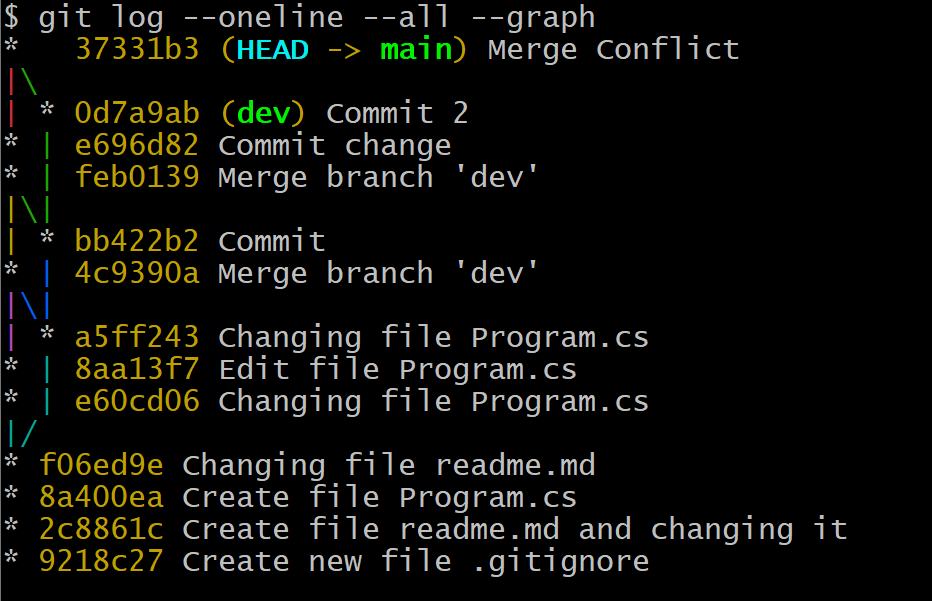 $ git log --oneline --all --graph
*   37331b3 (HEAD -> main) Merge Conflict
|\
| * 0d7a9ab (dev) Commit 2
* | e696d82 Commit change
* | feb0139 Merge branch 'dev'
|\|
| * bb422b2 Commit
* | 4c9390a Merge branch 'dev'
|\|
| * a5ff243 Changing file Program.cs
* | 8aa13f7 Edit file Program.cs
* | e60cd06 Changing file Program.cs
|/
* f06ed9e Changing file readme.md
* 8a400ea Create file Program.cs
* 2c8861c Create file readme.md and changing it
* 9218c27 Create new file .gitignore